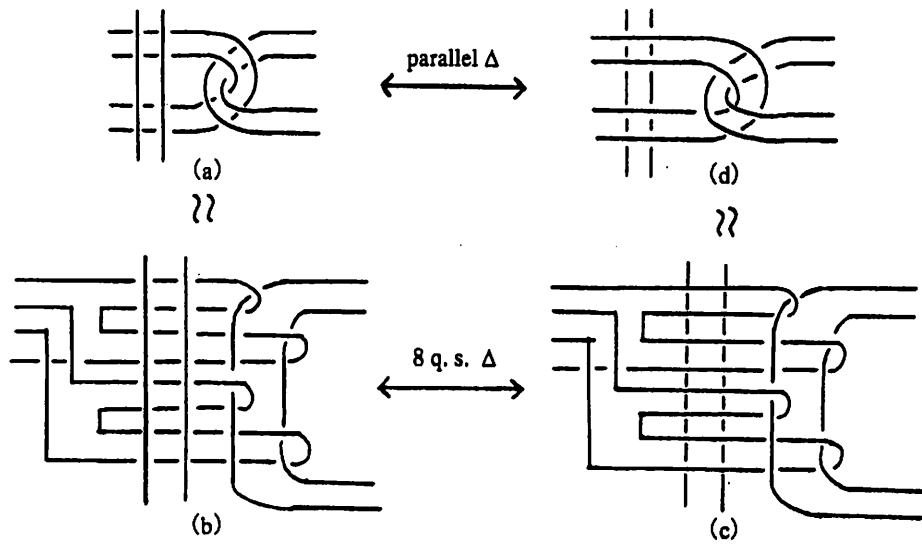 parallel Δ
(a)
(d)
≀≀
≀≀
8 q. s. Δ
(b)
(c)